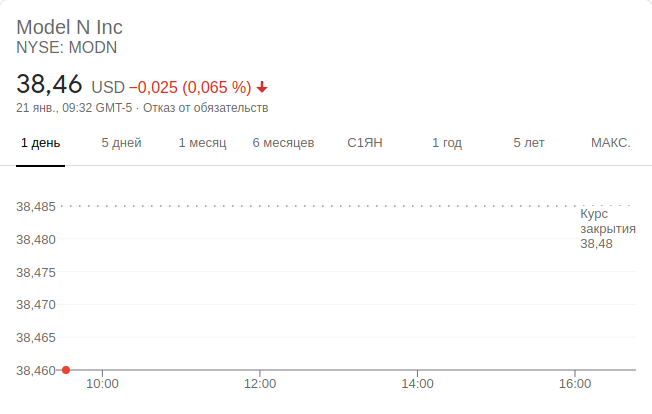 Model N Inc
NYSE: MODN
38,46 USD −0,025 (0,065 %)
21 янв., 09:32 GMT-5 · Отказ от обязательств
1 день 5 дней 1 месяц 6 месяцев С1ЯН 1 год 5 лет МАКС.
38,485
Курс
закрытия
38,48
38,480
38,475
38,470
38,465
38,460
10:00 12:00 14:00 16:00